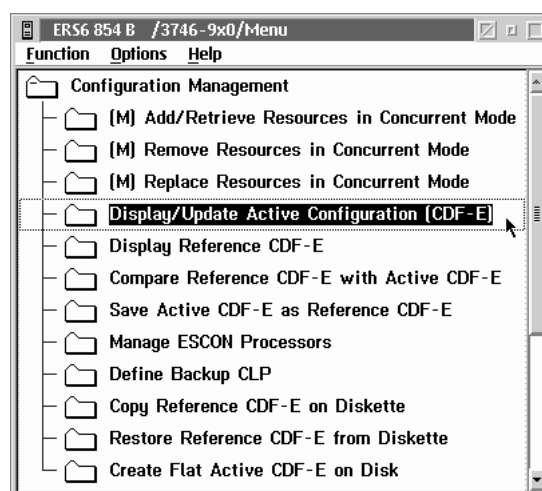 ERS6 854 B /3746-9x0/Menu
Function Options Help
Configuration Management
(M) Add/Retrieve Resources in Concurrent Mode
(M) Remove Resources in Concurrent Mode
(M) Replace Resources in Concurrent Mode
Display/Update Active Configuration (CDF-E)
Display Reference CDF-E
Compare Reference CDF-E with Active CDF-E
Save Active CDF-E as Reference CDF-E
Manage ESCON Processors
Define Backup CLP
Copy Reference CDF-E on Diskette
Restore Reference CDF-E from Diskette
Create Flat Active CDF-E on Disk